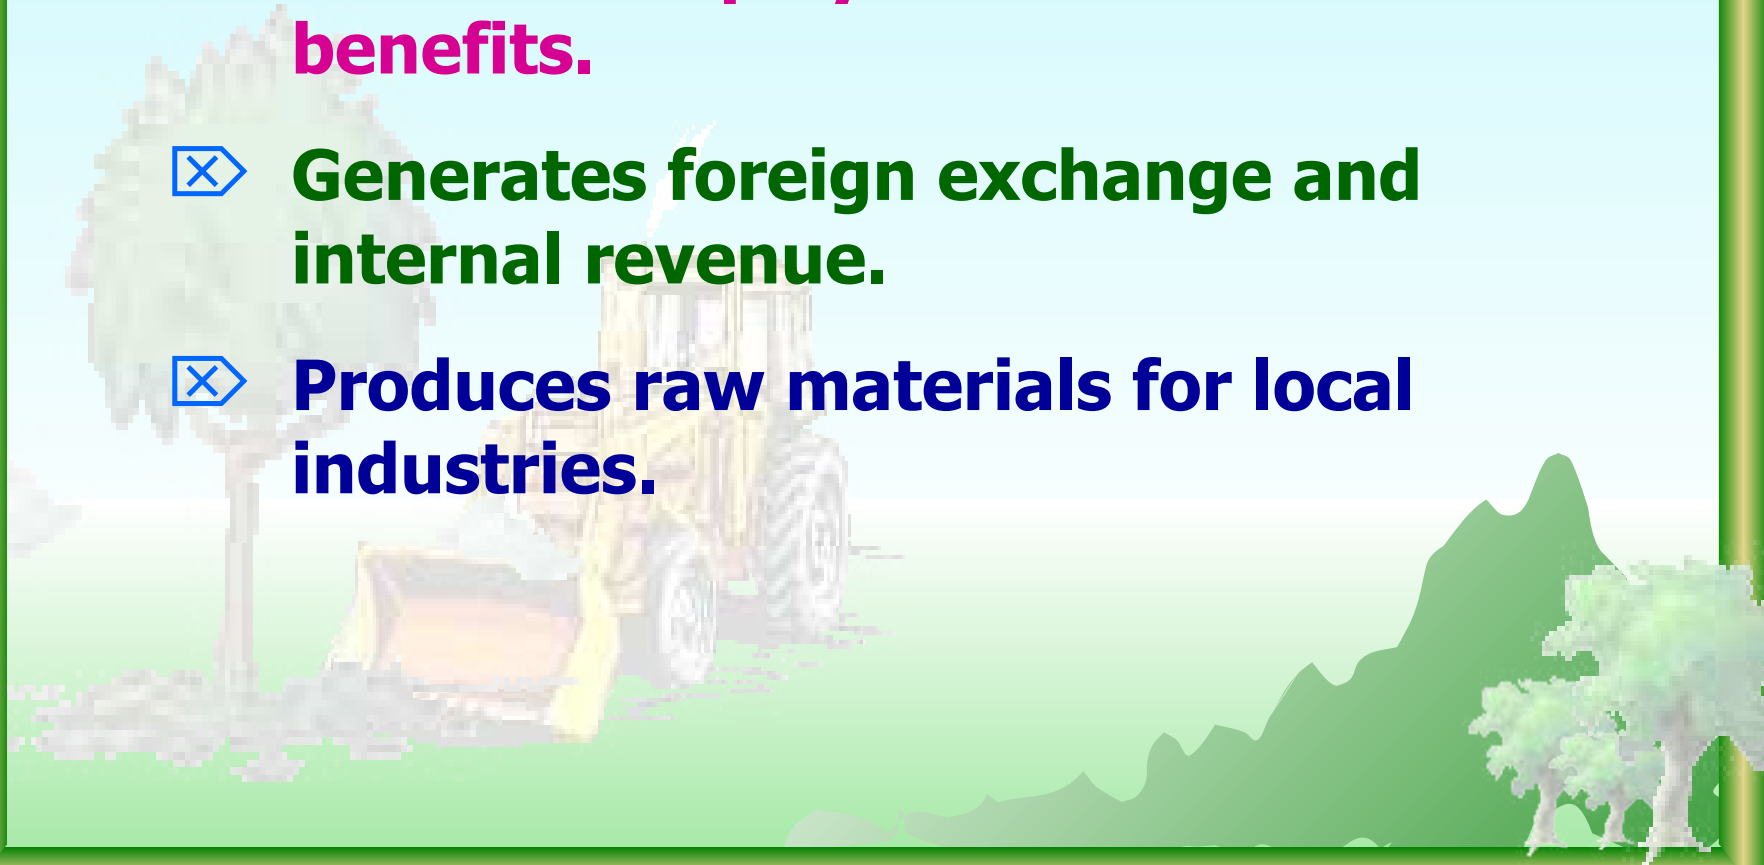 benefits.
Generates foreign exchange and
internal revenue.
Produces raw materials for local
industries.